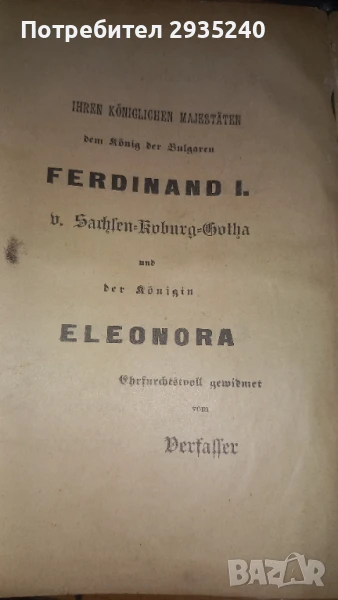 Потребител 2935240
IHREN KÖNIGLICHEN MAJESTÄTEN
dem König der Bulgaren
FERDINAND I.
v. Sachsen-Koburg-Gotha
und
der Königin
ELEONORA
Ehrfurchtsvoll gewidmet
vom
Verfasser
BAZAR